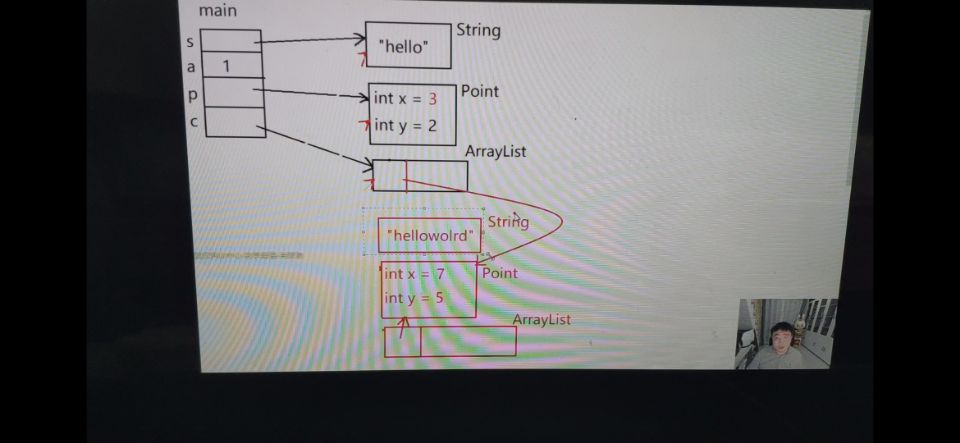 main
s
"hello"
String
a
1
p
int x = 3
Point
c
int y = 2
ArrayList
"hellowolrd"
String
int x = 7
Point
int y = 5
ArrayList